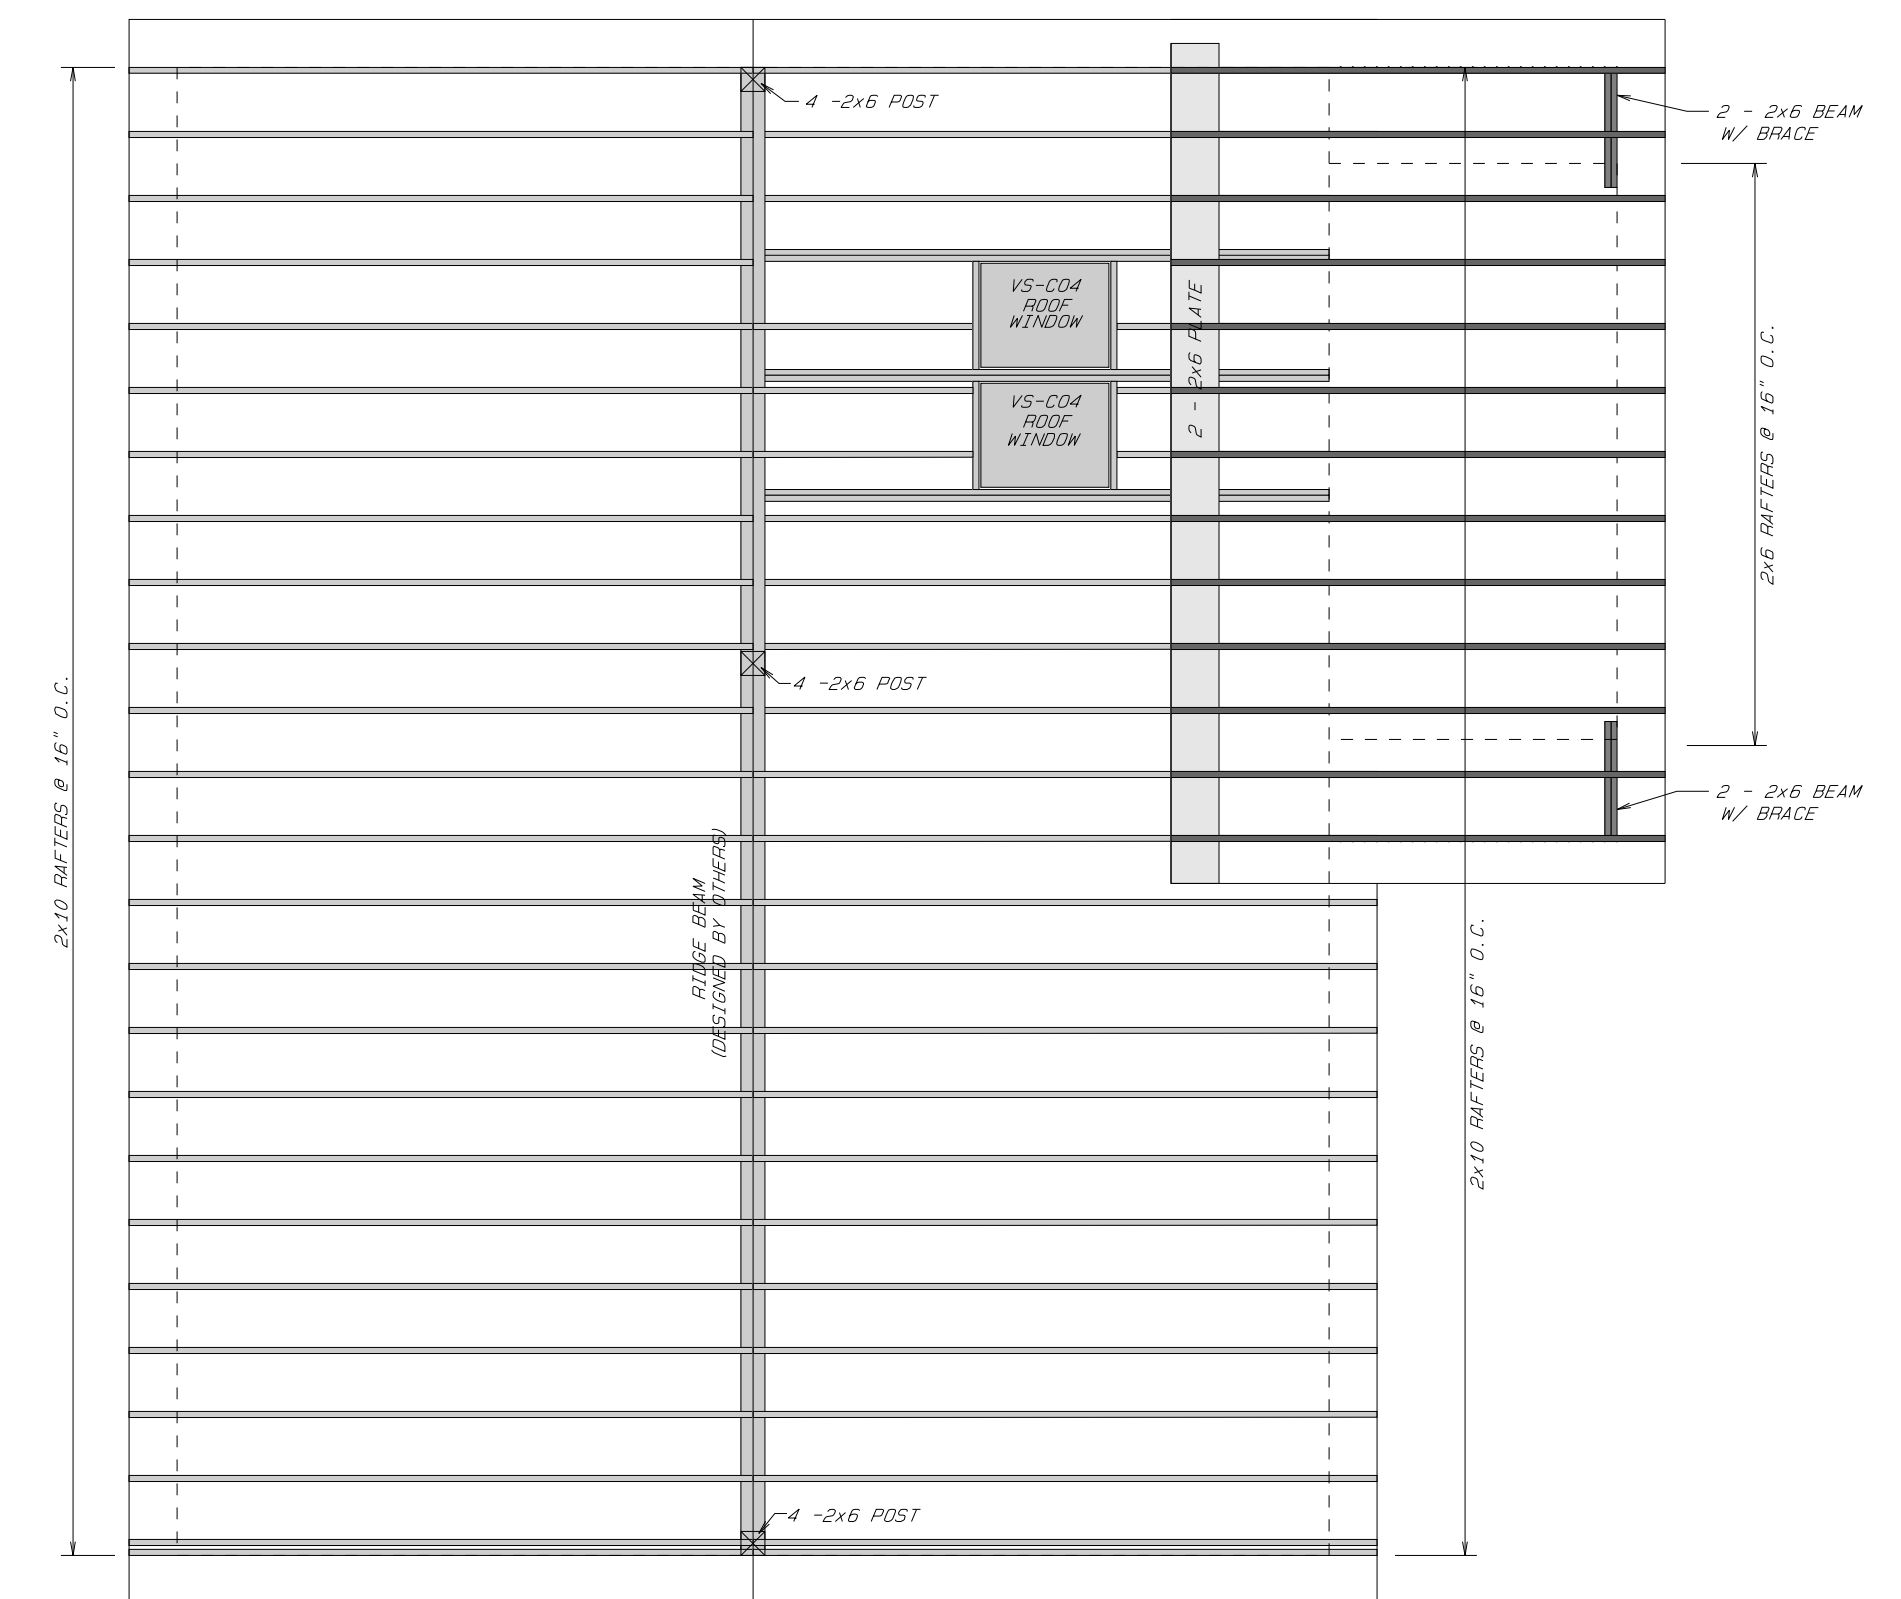 4 -2x6 POST
2 - 2x6 BEAM
W/ BRACE
VS-C04
ROOF
WINDOW
2 - 2x6 PLATE
VS-C04
ROOF
WINDOW
2x6 RAFTERS @ 16" O.C.
4 -2x6 POST
2x10 RAFTERS @ 16" O.C.
2 - 2x6 BEAM
W/ BRACE
RIDGE BEAM
(DESIGNED BY OTHERS)
2x10 RAFTERS @ 16" O.C.
4 -2x6 POST